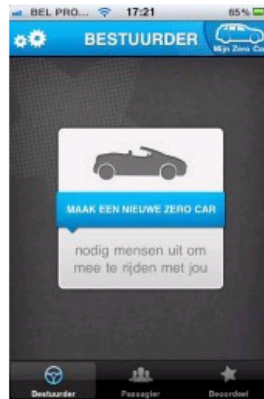 BEL PRO... 17:21 65%
BESTUURDER
Mijn Zero Car
MAAK EEN NIEUWE ZERO CAR
nodig mensen uit om
mee te rijden met jou
Bestuurder Passagier Beoordeel